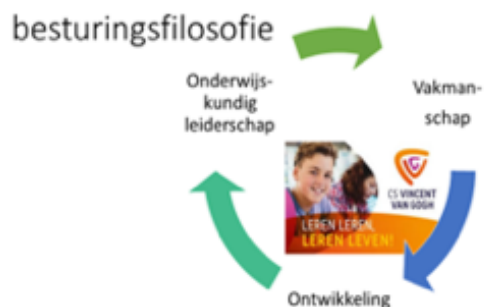 besturingsfilosofie
Onderwijs-
kundig
leiderschap
Vakman-
schap
CS VINCENT
VAN GOGH
LEREN LEREN,
LEREN LEVEN!
Ontwikkeling